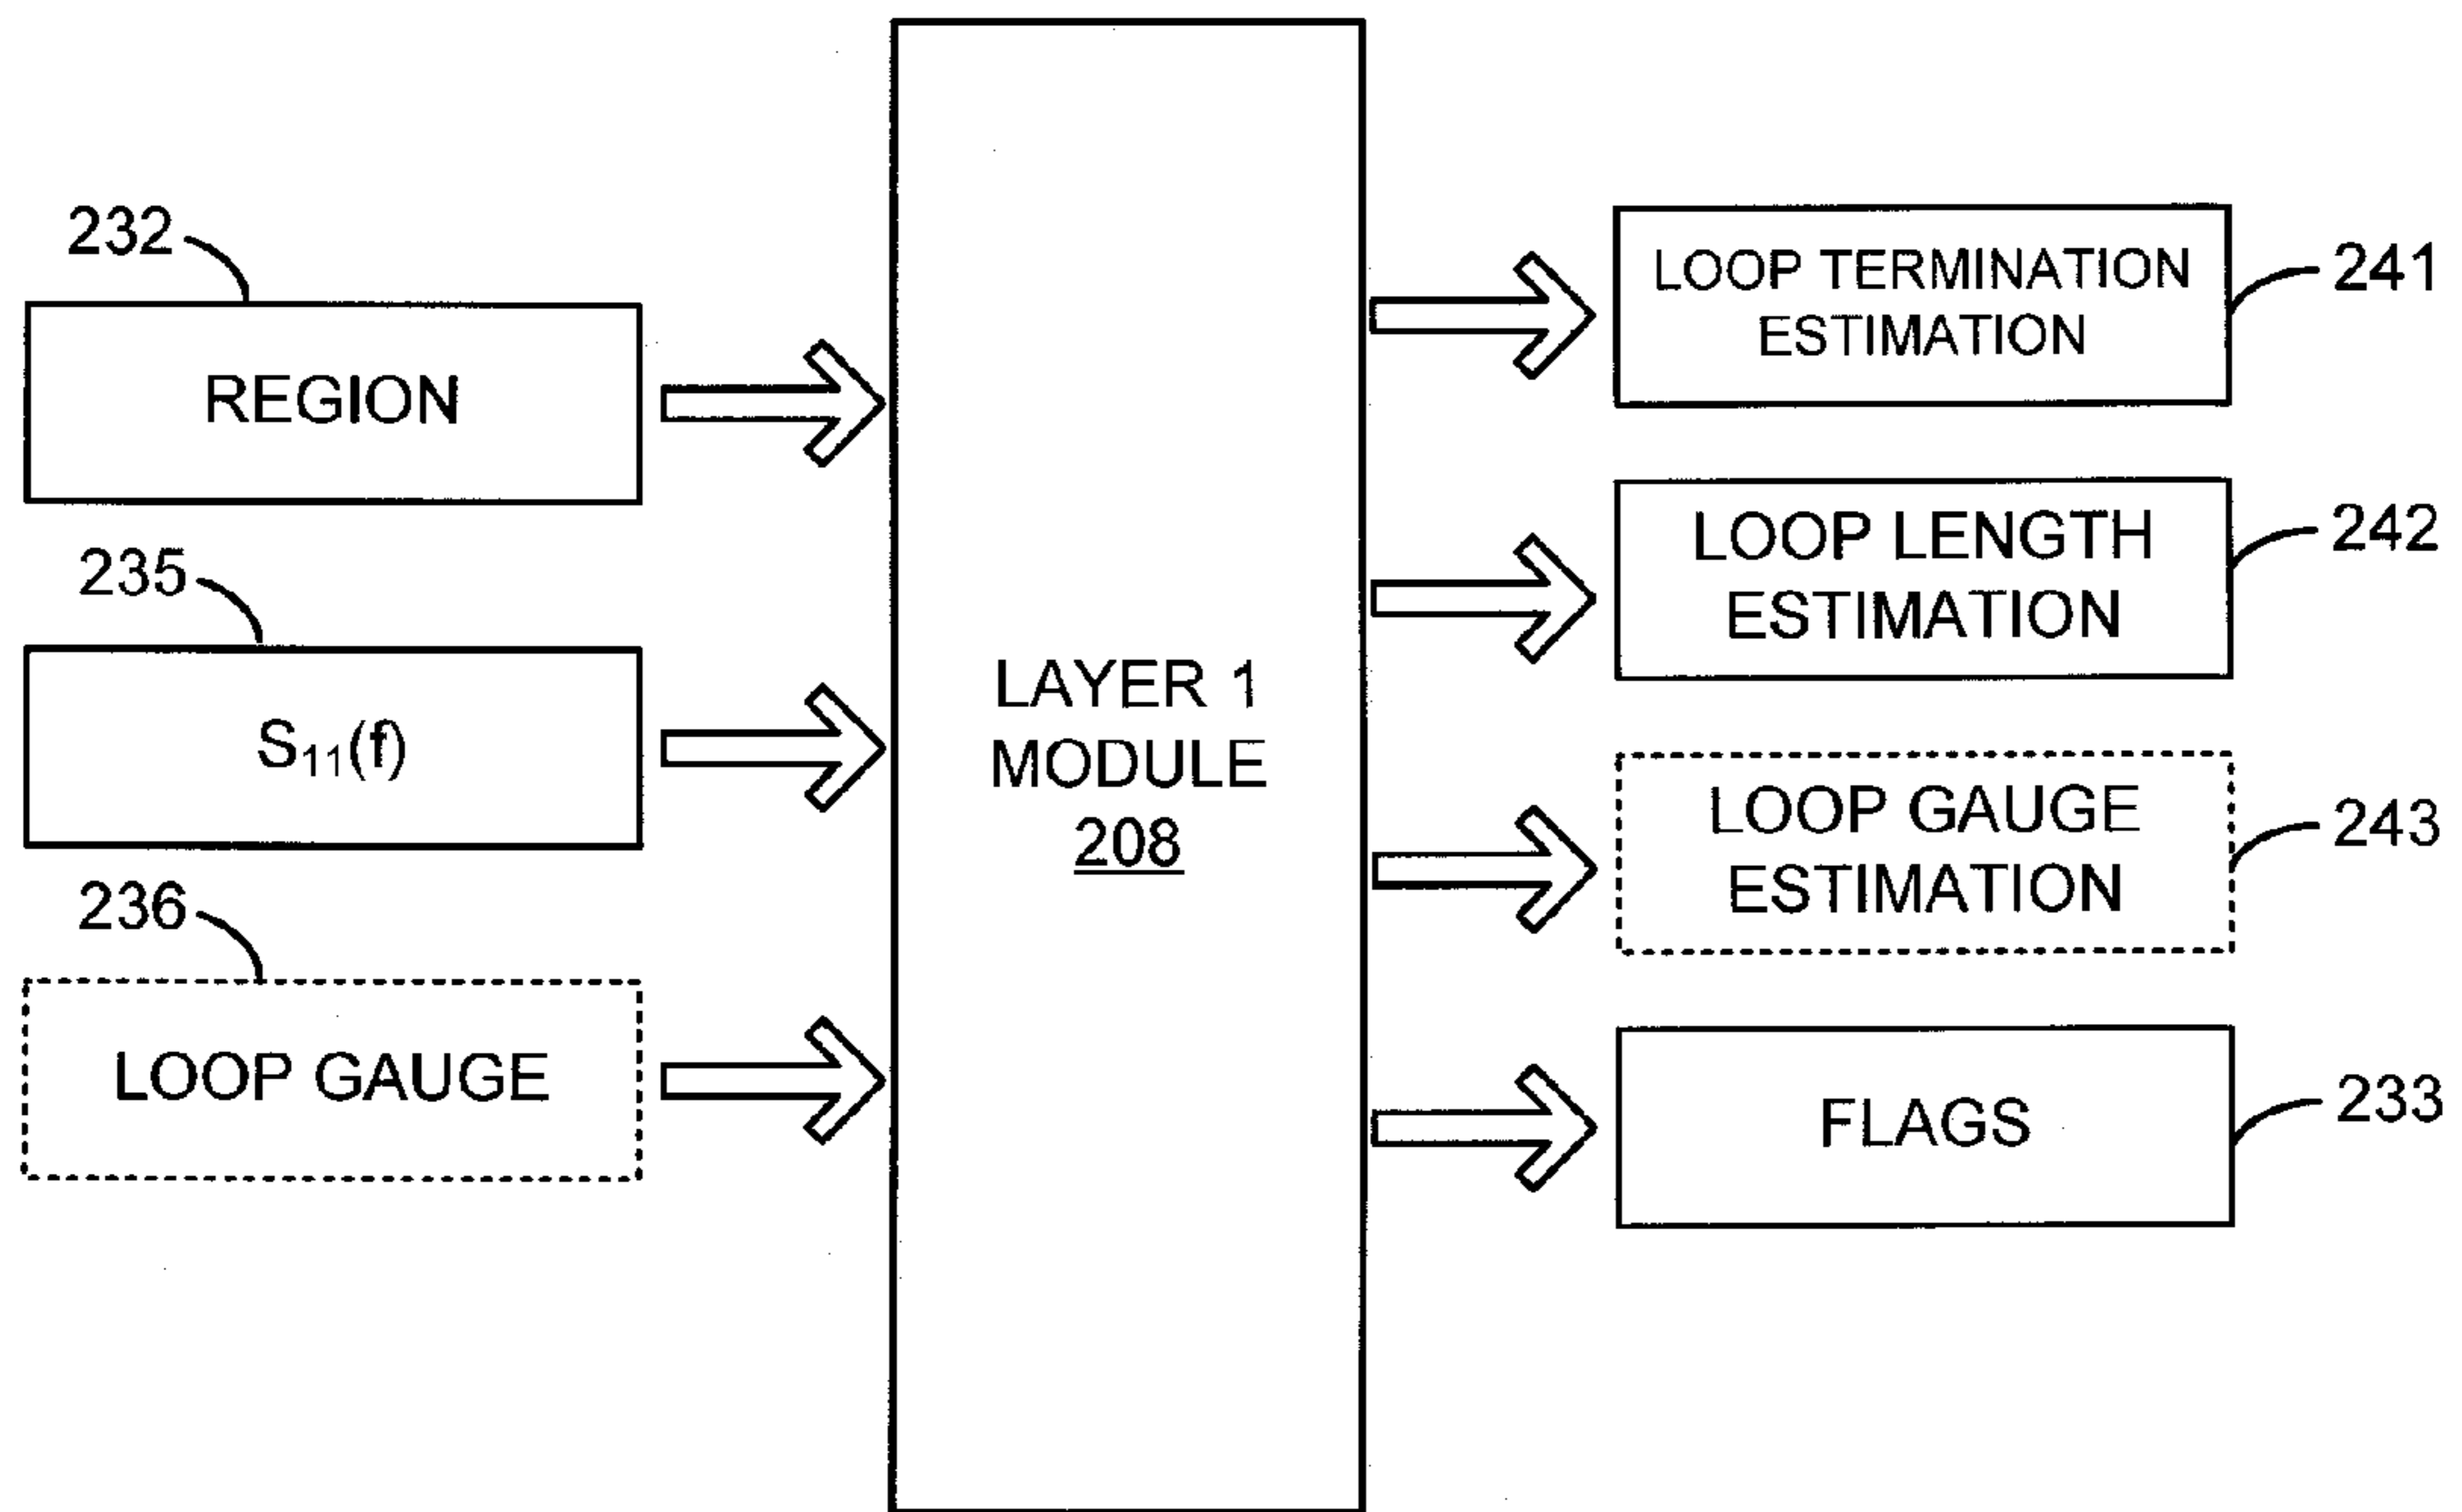 232
REGION
235
S₁₁(f)
236
LOOP GAUGE
LAYER 1
MODULE
208
LOOP TERMINATION
ESTIMATION
241
LOOP LENGTH
ESTIMATION
242
LOOP GAUGE
ESTIMATION
243
FLAGS
233